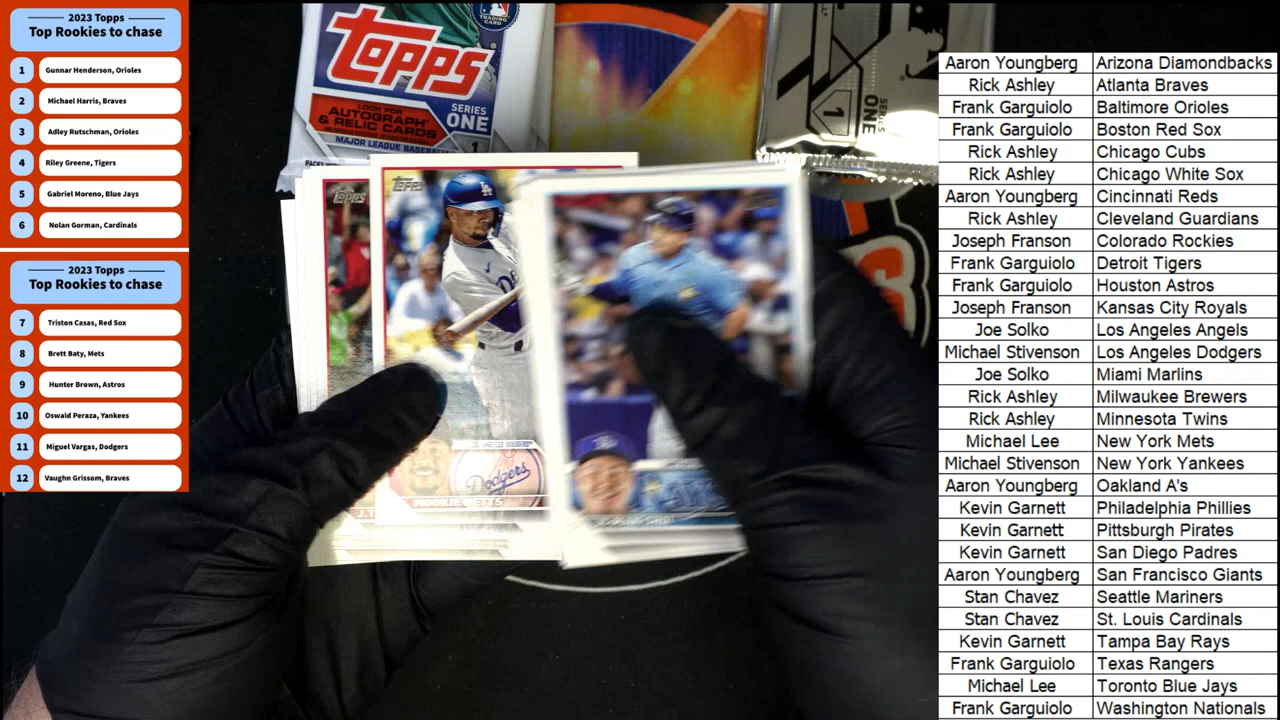 2023 Topps
Top Rookies to chase
1 Gunnar Henderson, Orioles
2 Michael Harris, Braves
3 Adley Rutschman, Orioles
4 Riley Greene, Tigers
5 Gabriel Moreno, Blue Jays
6 Nolan Gorman, Cardinals
2023 Topps
Top Rookies to chase
7 Triston Casas, Red Sox
8 Brett Baty, Mets
9 Hunter Brown, Astros
10 Oswald Peraza, Yankees
11 Miguel Vargas, Dodgers
12 Vaughn Grissom, Braves
TRADING CARD
TOPPS
LOOK FOR
AUTOGRAPH
& RELIC CARDS
SERIES
ONE
1
MAJOR LEAGUE BASEBALL
1
SERIES
ONE
Topps
Topps
Dodgers
MOOKIE BETTS
J.T.
Aaron Youngberg Arizona Diamondbacks
Rick Ashley Atlanta Braves
Frank Garguiolo Baltimore Orioles
Frank Garguiolo Boston Red Sox
Rick Ashley Chicago Cubs
Rick Ashley Chicago White Sox
Aaron Youngberg Cincinnati Reds
Rick Ashley Cleveland Guardians
Joseph Franson Colorado Rockies
Frank Garguiolo Detroit Tigers
Frank Garguiolo Houston Astros
Joseph Franson Kansas City Royals
Joe Solko Los Angeles Angels
Michael Stivenson Los Angeles Dodgers
Joe Solko Miami Marlins
Rick Ashley Milwaukee Brewers
Rick Ashley Minnesota Twins
Michael Lee New York Mets
Michael Stivenson New York Yankees
Aaron Youngberg Oakland A's
Kevin Garnett Philadelphia Phillies
Kevin Garnett Pittsburgh Pirates
Kevin Garnett San Diego Padres
Aaron Youngberg San Francisco Giants
Stan Chavez Seattle Mariners
Stan Chavez St. Louis Cardinals
Kevin Garnett Tampa Bay Rays
Frank Garguiolo Texas Rangers
Michael Lee Toronto Blue Jays
Frank Garguiolo Washington Nationals